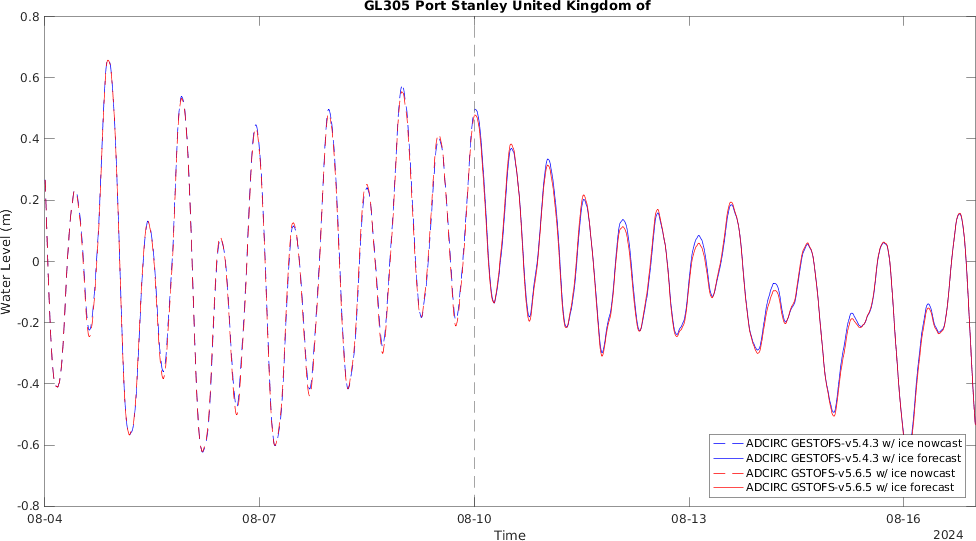 GL305 Port Stanley United Kingdom of
0.8
0.6
0.4
0.2
0
-0.2
-0.4
-0.6
-0.8
Water Level (m)
ADCIRC GESTOFS-v5.4.3 w/ ice nowcast
ADCIRC GESTOFS-v5.4.3 w/ ice forecast
ADCIRC GSTOFS-v5.6.5 w/ ice nowcast
ADCIRC GSTOFS-v5.6.5 w/ ice forecast
08-04 08-07 08-10 08-13 08-16
Time
2024